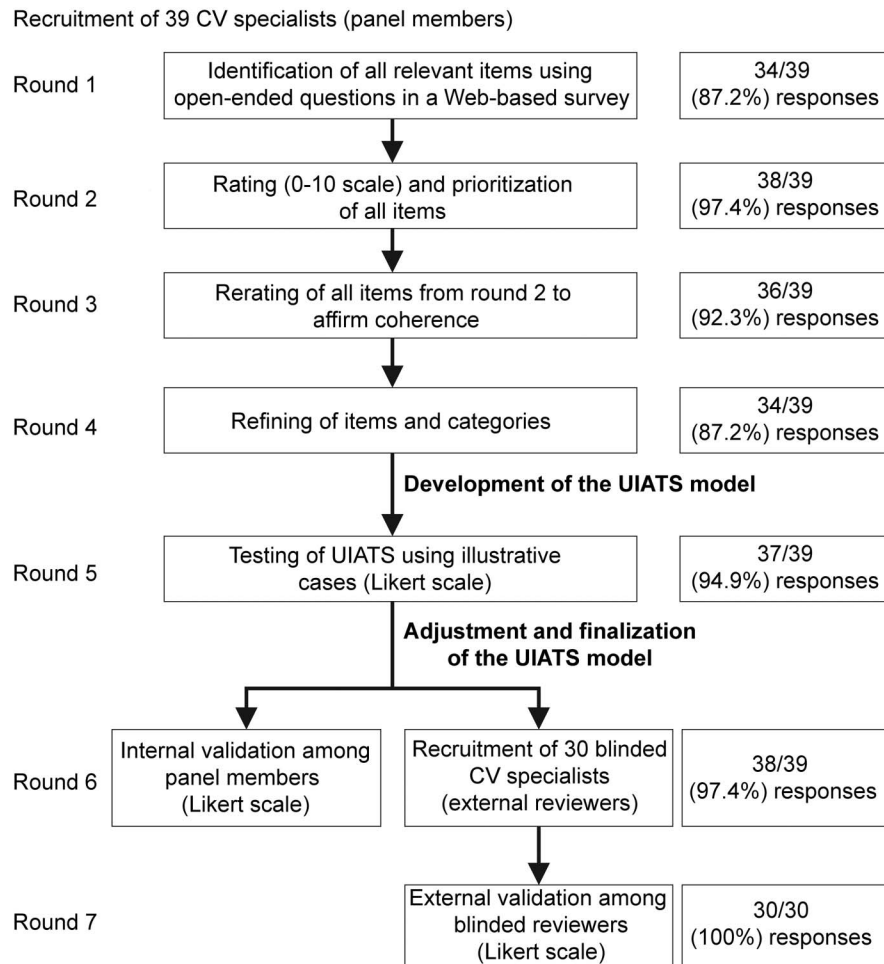 Recruitment of 39 CV specialists (panel members)
Round 1
Identification of all relevant items using
open-ended questions in a Web-based survey
34/39
(87.2%) responses
Round 2
Rating (0-10 scale) and prioritization
of all items
38/39
(97.4%) responses
Round 3
Rerating of all items from round 2 to
affirm coherence
36/39
(92.3%) responses
Round 4
Refining of items and categories
34/39
(87.2%) responses
Development of the UIATS model
Round 5
Testing of UIATS using illustrative
cases (Likert scale)
37/39
(94.9%) responses
Adjustment and finalization
of the UIATS model
Round 6
Internal validation among
panel members
(Likert scale)
Recruitment of 30 blinded
CV specialists
(external reviewers)
38/39
(97.4%) responses
Round 7
External validation among
blinded reviewers
(Likert scale)
30/30
(100%) responses